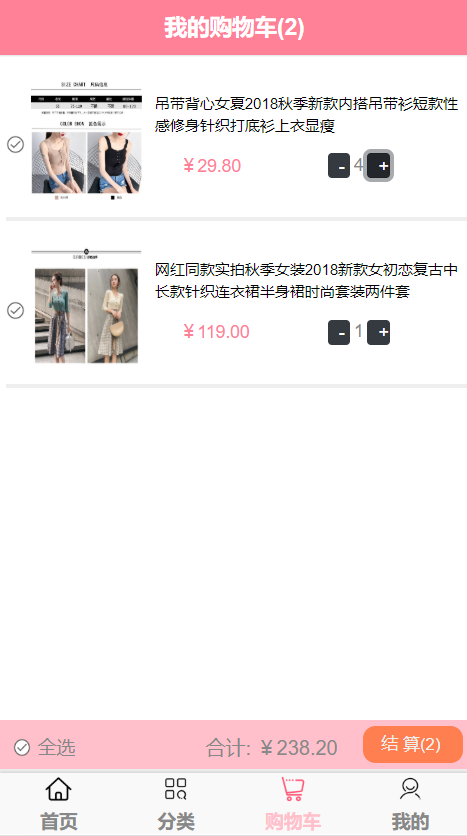 我的购物车(2)
SIZE CHART 尺码信息
COLOR SHOW 颜色展示
吊带背心女夏2018秋季新款内搭吊带衫短款性
感修身针织打底衫上衣显瘦
￥29.80
- 4 +
网红同款实拍秋季女装2018新款女初恋复古中
长款针织连衣裙半身裙时尚套装两件套
￥119.00
- 1 +
全选 合计: ￥238.20 结 算(2)
首页 分类 购物车 我的